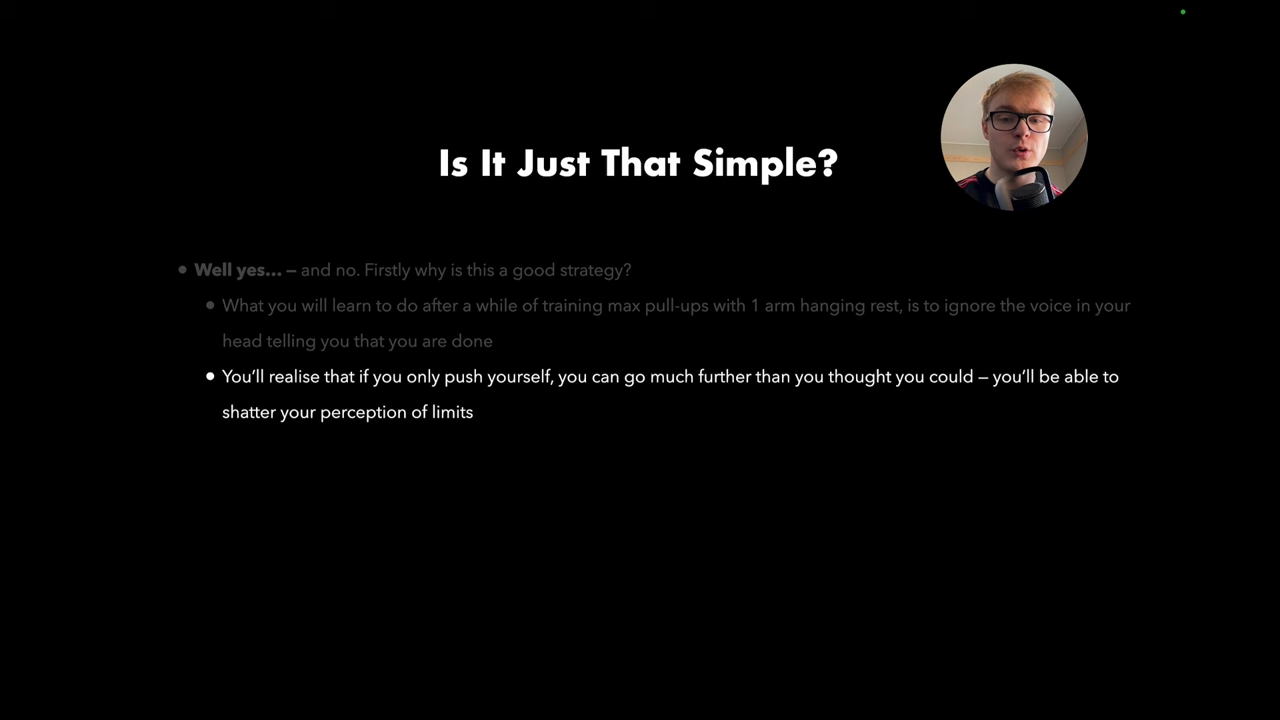 Is It Just That Simple?
• Well yes… – and no. Firstly why is this a good strategy?
• What you will learn to do after a while of training max pull-ups with 1 arm hanging rest, is to ignore the voice in your
head telling you that you are done
• You’ll realise that if you only push yourself, you can go much further than you thought you could – you’ll be able to
shatter your perception of limits